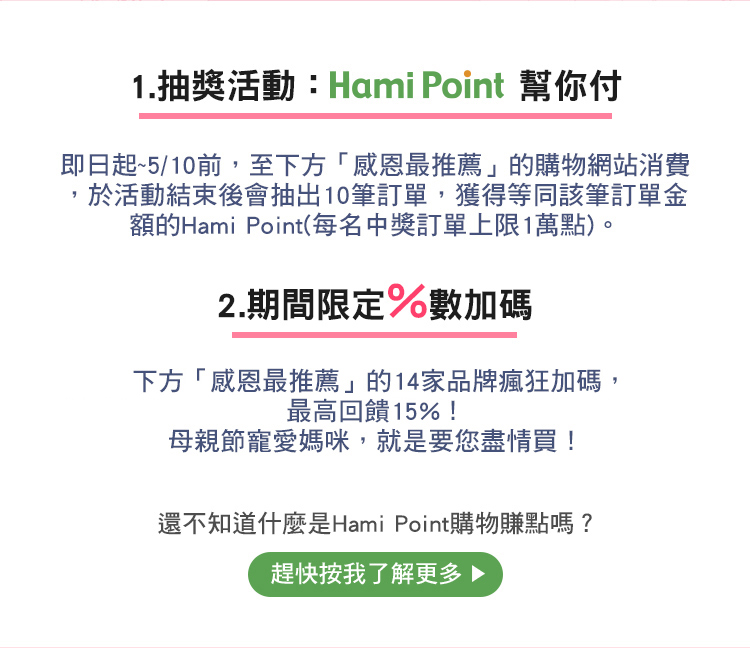 1.抽獎活動：Hami Point 幫你付
即日起~5/10前，至下方「感恩最推薦」的購物網站消費
，於活動結束後會抽出10筆訂單，獲得等同該筆訂單金
額的Hami Point(每名中獎訂單上限1萬點)。
2.期間限定%數加碼
下方「感恩最推薦」的14家品牌瘋狂加碼，
最高回饋15%！
母親節寵愛媽咪，就是要您盡情買！
還不知道什麼是Hami Point購物賺點嗎？
趕快按我了解更多▶